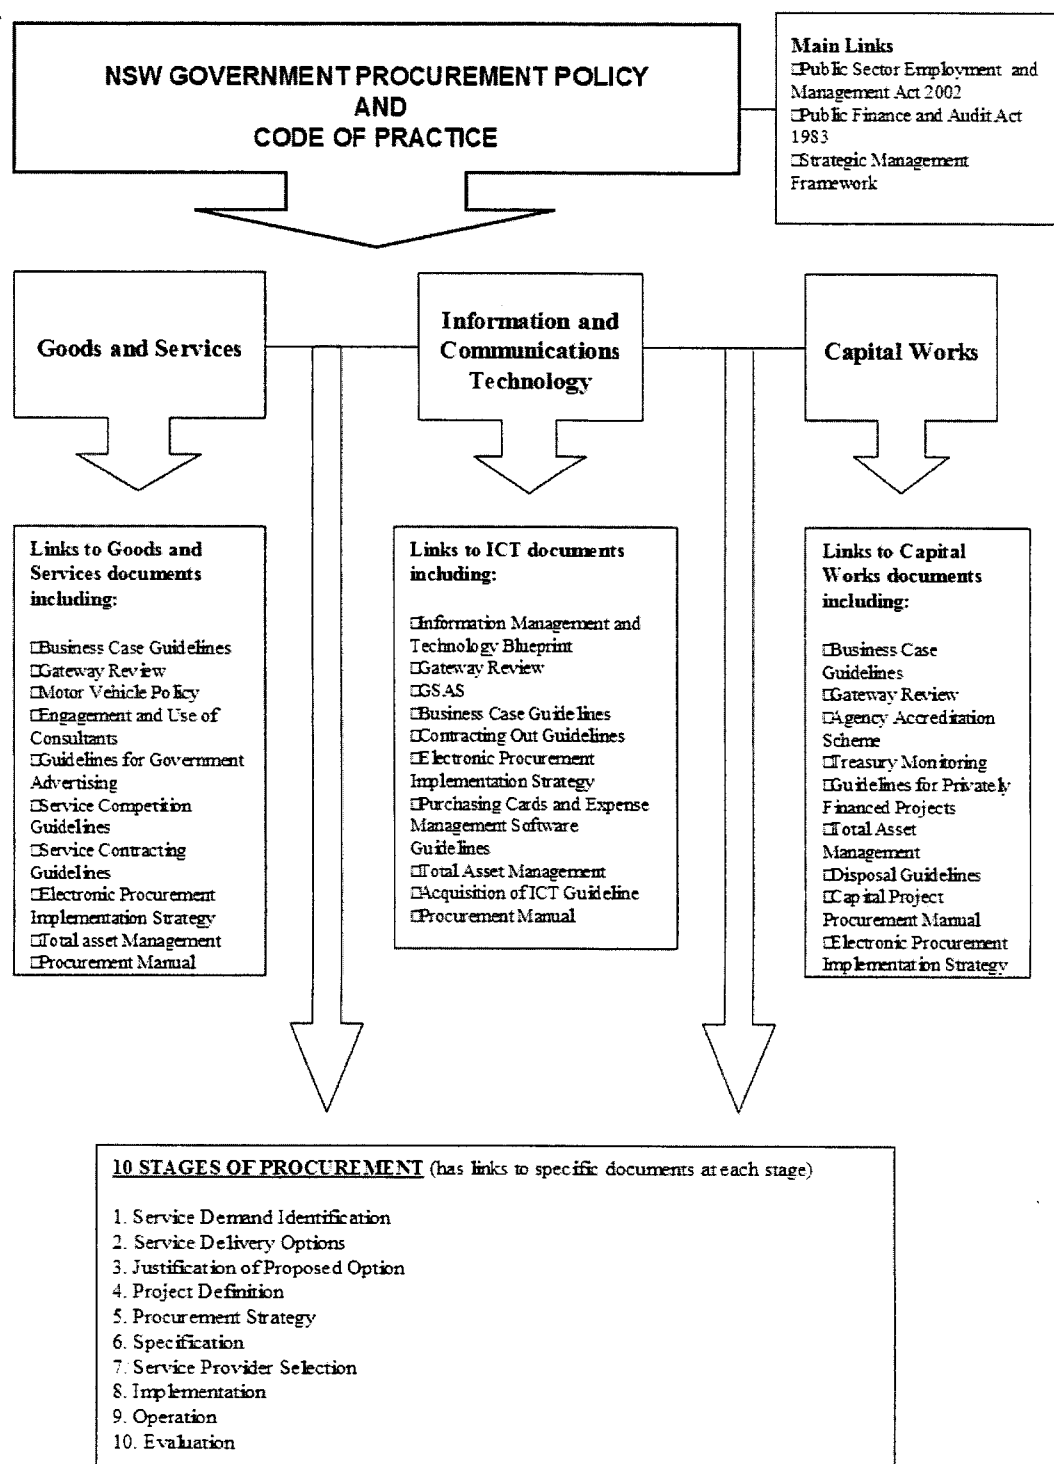 NSW GOVERNMENT PROCUREMENT POLICY
AND
CODE OF PRACTICE
Main Links
□Public Sector Employment and
Management Act 2002
□Public Finance and Audit Act
1983
□Strategic Management
Framework
Goods and Services
Information and
Communications
Technology
Capital Works
Links to Goods and
Services documents
including:
□Business Case Guidelines
□Gateway Review
□Motor Vehicle Policy
□Engagement and Use of
Consultants
□Guidelines for Government
Advertising
□Service Competition
Guidelines
□Service Contracting
Guidelines
□Electronic Procurement
Implementation Strategy
□Total asset Management
□Procurement Manual
Links to ICT documents
including:
□Information Management and
Technology Blueprint
□Gateway Review
□GSAS
□Business Case Guidelines
□Contracting Out Guidelines
□Electronic Procurement
Implementation Strategy
□Purchasing Cards and Expense
Management Software
Guidelines
□Total Asset Management
□Acquisition of ICT Guideline
□Procurement Manual
Links to Capital
Works documents
including:
□Business Case
Guidelines
□Gateway Review
□Agency Accreditation
Scheme
□Treasury Monitoring
□Guidelines for Privately
Financed Projects
□Total Asset
Management
□Disposal Guidelines
□Capital Project
Procurement Manual
□Electronic Procurement
Implementation Strategy
10 STAGES OF PROCUREMENT (has links to specific documents at each stage)
1. Service Demand Identification
2. Service Delivery Options
3. Justification of Proposed Option
4. Project Definition
5. Procurement Strategy
6. Specification
7. Service Provider Selection
8. Implementation
9. Operation
10. Evaluation